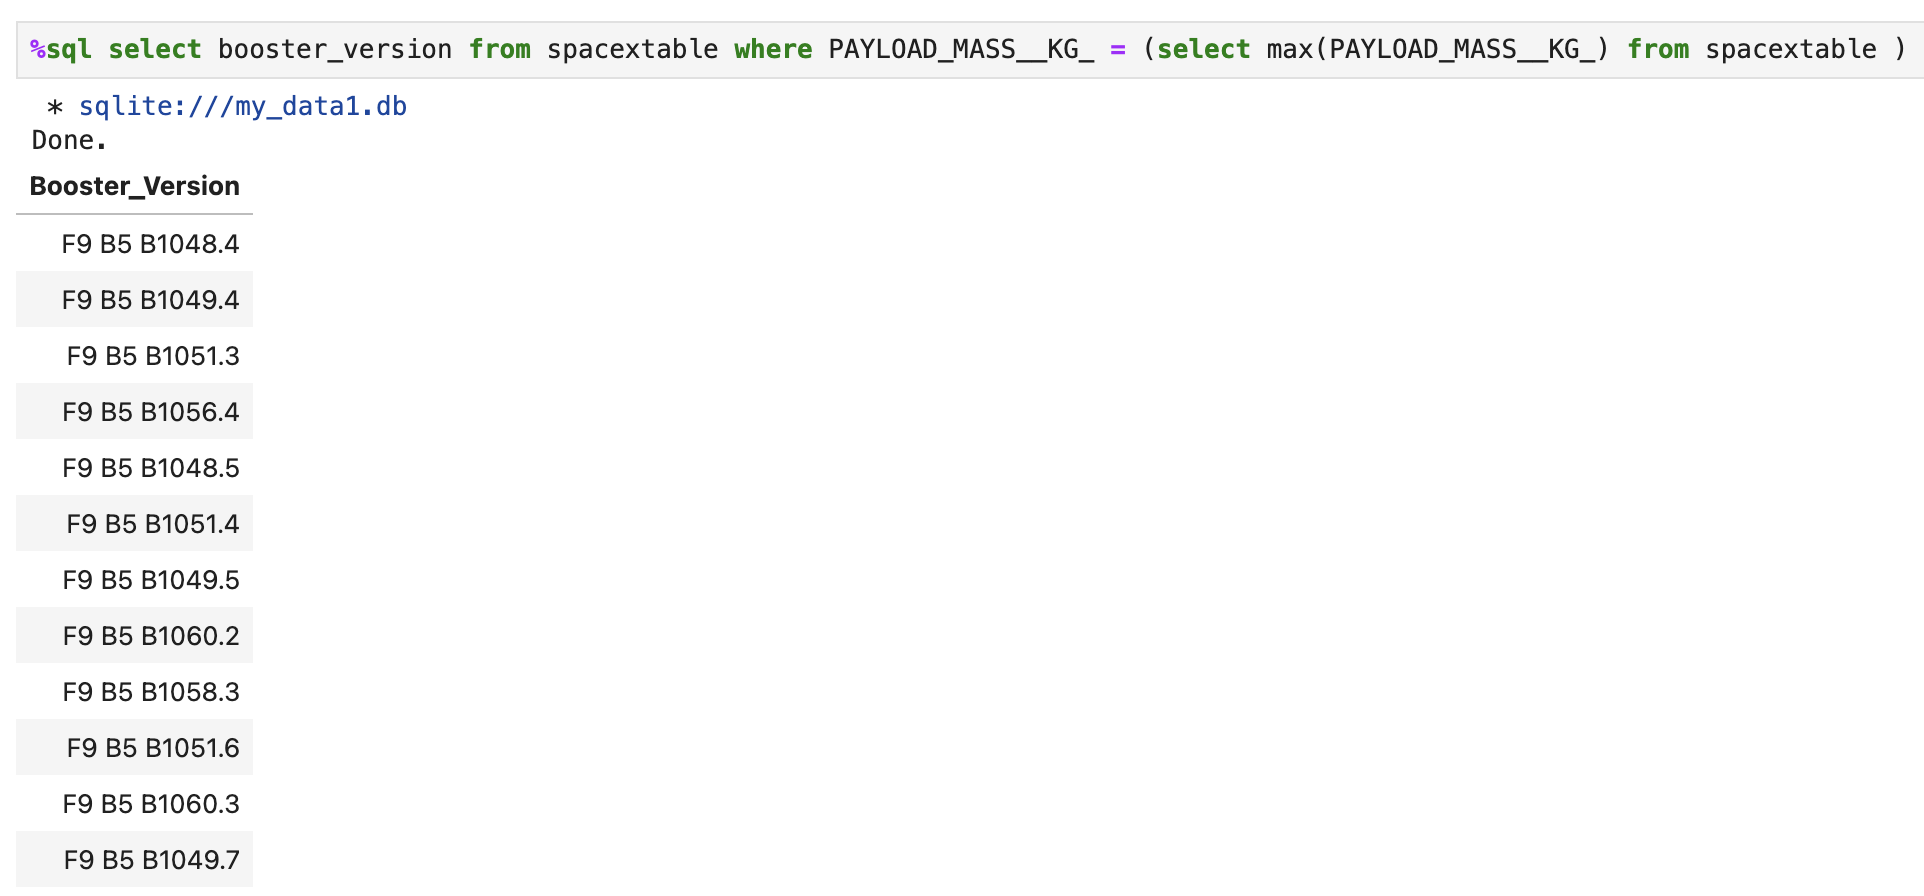 %sql select booster_version from spacextable where PAYLOAD_MASS__KG_ = (select max(PAYLOAD_MASS__KG_) from spacextable )
* sqlite:///my_data1.db
Done.
Booster_Version
F9 B5 B1048.4
F9 B5 B1049.4
F9 B5 B1051.3
F9 B5 B1056.4
F9 B5 B1048.5
F9 B5 B1051.4
F9 B5 B1049.5
F9 B5 B1060.2
F9 B5 B1058.3
F9 B5 B1051.6
F9 B5 B1060.3
F9 B5 B1049.7